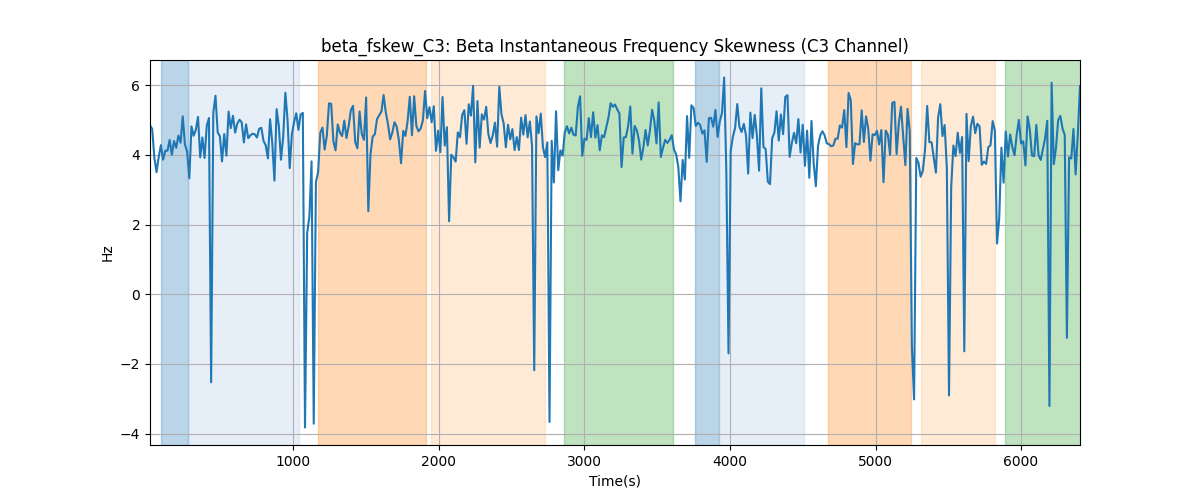 beta_fskew_C3: Beta Instantaneous Frequency Skewness (C3 Channel)
6
4
2
0
−2
−4
Hz
1000 2000 3000 4000 5000 6000
Time(s)